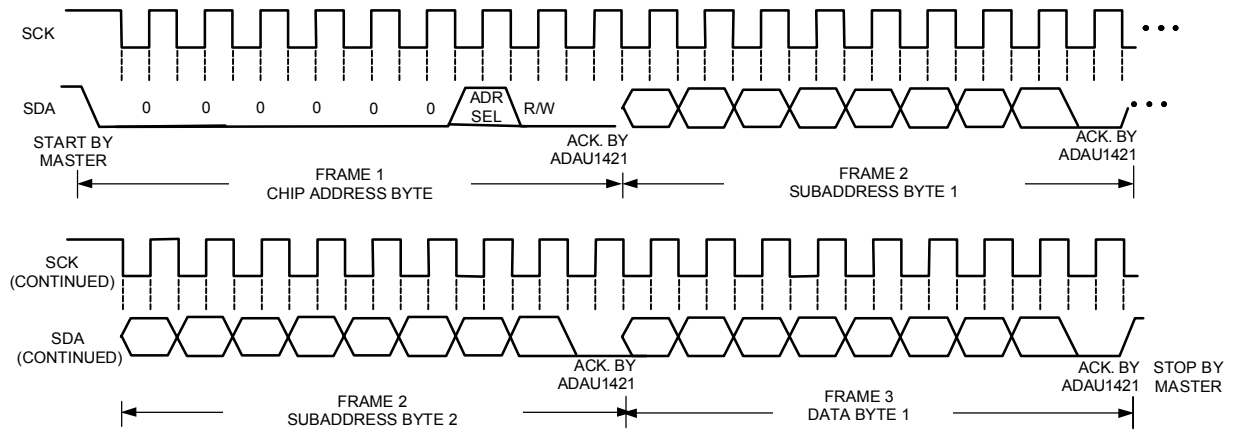 SCK
SDA
0 0 0 0 0 0 ADR SEL R/W
START BY
MASTER
ACK. BY
ADAU1421
ACK. BY
ADAU1421
FRAME 1
CHIP ADDRESS BYTE
FRAME 2
SUBADDRESS BYTE 1
SCK
(CONTINUED)
SDA
(CONTINUED)
ACK. BY
ADAU1421
ACK. BY
ADAU1421
STOP BY
MASTER
FRAME 2
SUBADDRESS BYTE 2
FRAME 3
DATA BYTE 1